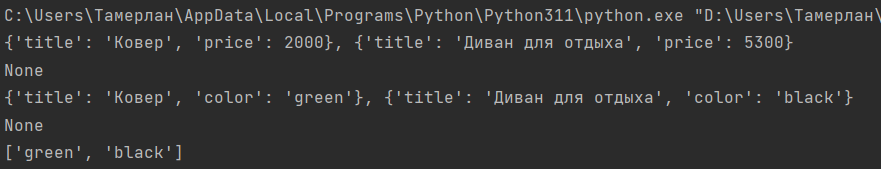 C:\Users\Тамерлан\AppData\Local\Programs\Python\Python311\python.exe "D:\Users\Тамерлан\
{'title': 'Ковер', 'price': 2000}, {'title': 'Диван для отдыха', 'price': 5300}
None
{'title': 'Ковер', 'color': 'green'}, {'title': 'Диван для отдыха', 'color': 'black'}
None
['green', 'black']